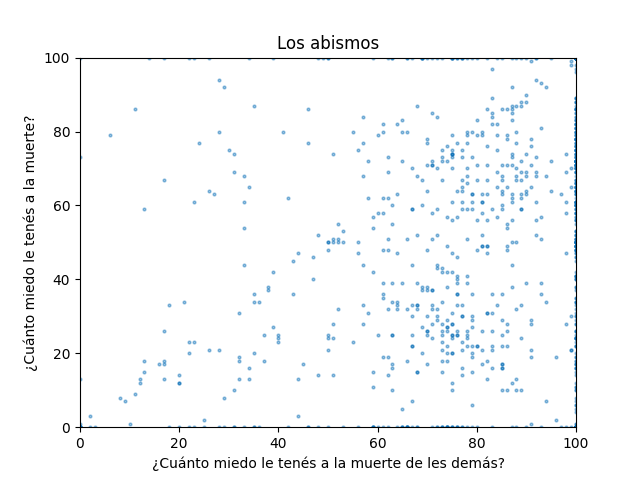 Los abismos
100
80
60
40
20
0
¿Cuánto miedo le tenés a la muerte?
0 20 40 60 80 100
¿Cuánto miedo le tenés a la muerte de les demás?